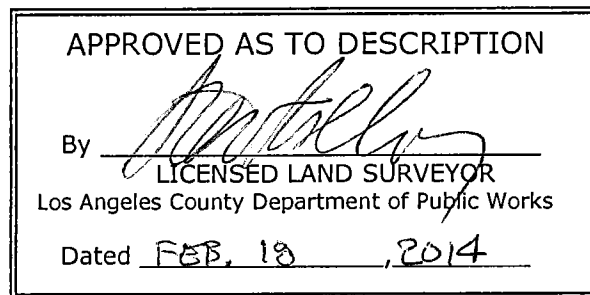 APPROVED AS TO DESCRIPTION
By
LICENSED LAND SURVEYOR
Los Angeles County Department of Public Works
Dated FEB. 18, 2014